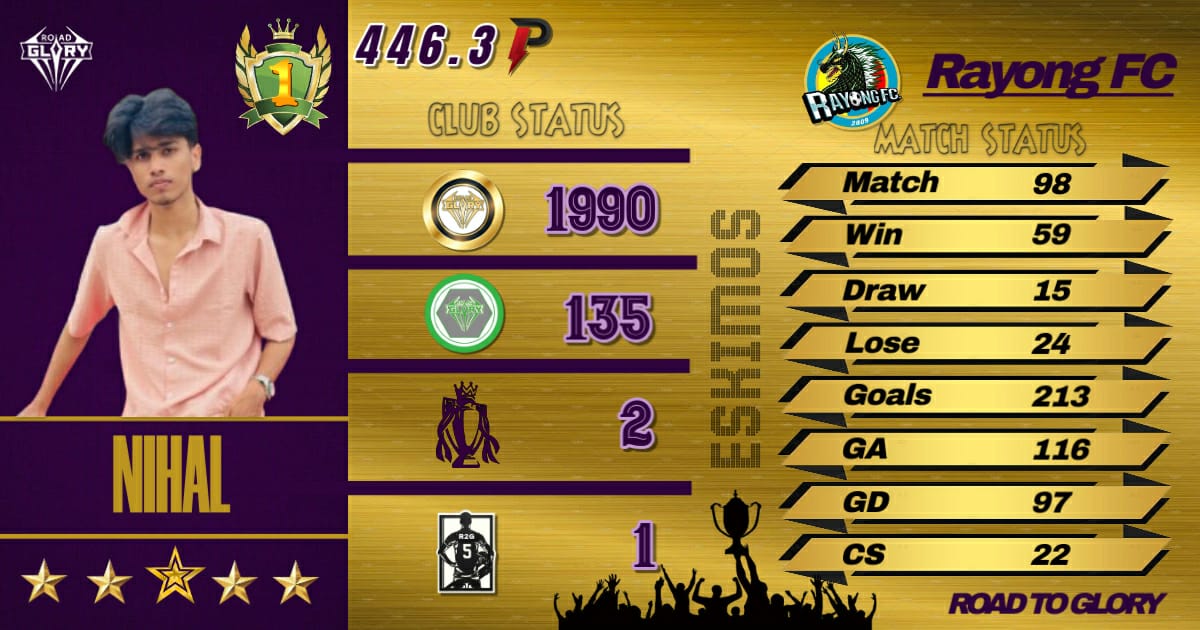 ROAD
GLORY
1
446.3 P
CLUB STATUS
1990
135
2
R2G
5
1
NIHAL
ESKIMOS
RAYONG FC.
2009
Rayong FC
MATCH STATUS
Match 98
Win 59
Draw 15
Lose 24
Goals 213
GA 116
GD 97
CS 22
ROAD TO GLORY